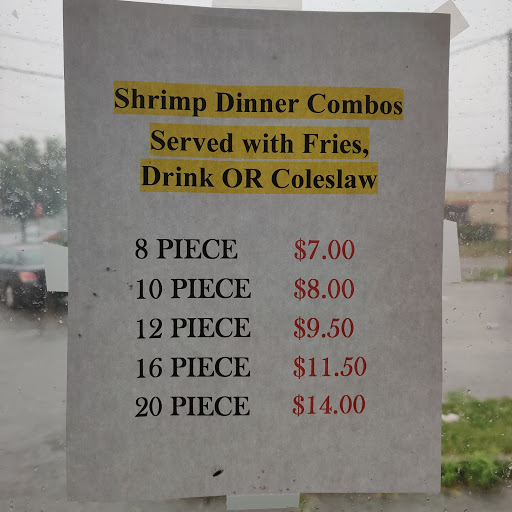 Shrimp Dinner Combos
Served with Fries,
Drink OR Coleslaw
8 PIECE $7.00
10 PIECE $8.00
12 PIECE $9.50
16 PIECE $11.50
20 PIECE $14.00